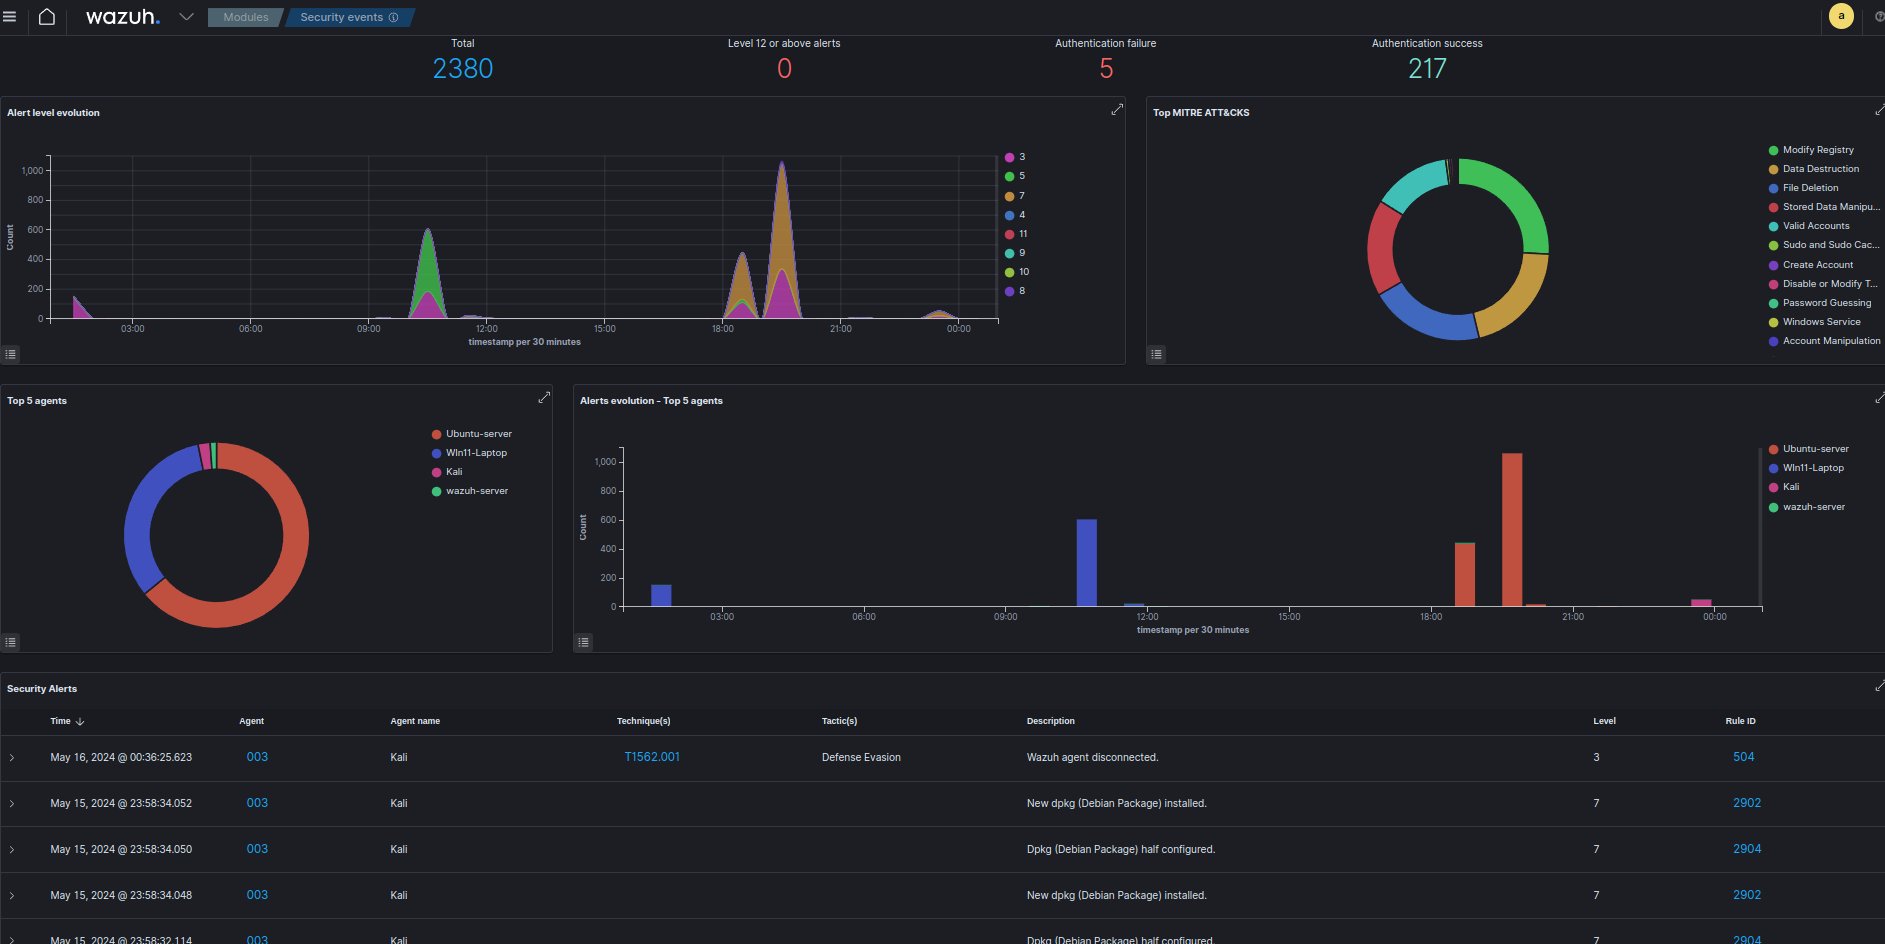 wazuh.
Modules
Security events
a
Total
2380
Level 12 or above alerts
0
Authentication failure
5
Authentication success
217
Alert level evolution
1,000
800
600
400
200
0
Count
03:00
06:00
09:00
12:00
15:00
18:00
21:00
00:00
timestamp per 30 minutes
3
5
7
4
11
9
10
8
Top MITRE ATT&CKS
Modify Registry
Data Destruction
File Deletion
Stored Data Manipu...
Valid Accounts
Sudo and Sudo Cac...
Create Account
Disable or Modify T...
Password Guessing
Windows Service
Account Manipulation
Top 5 agents
Ubuntu-server
WIn11-Laptop
Kali
wazuh-server
Alerts evolution - Top 5 agents
1,000
800
600
400
200
0
Count
03:00
06:00
09:00
12:00
15:00
18:00
21:00
00:00
timestamp per 30 minutes
Ubuntu-server
WIn11-Laptop
Kali
wazuh-server
Security Alerts
Time Agent Agent name Technique(s) Tactic(s) Description Level Rule ID
May 16, 2024 @ 00:36:25.623 003 Kali T1562.001 Defense Evasion Wazuh agent disconnected. 3 504
May 15, 2024 @ 23:58:34.052 003 Kali New dpkg (Debian Package) installed. 7 2902
May 15, 2024 @ 23:58:34.050 003 Kali Dpkg (Debian Package) half configured. 7 2904
May 15, 2024 @ 23:58:34.048 003 Kali New dpkg (Debian Package) installed. 7 2902
May 15, 2024 @ 23:58:32.114 003 Kali Dpkg (Debian Package) half configured. 7 2904